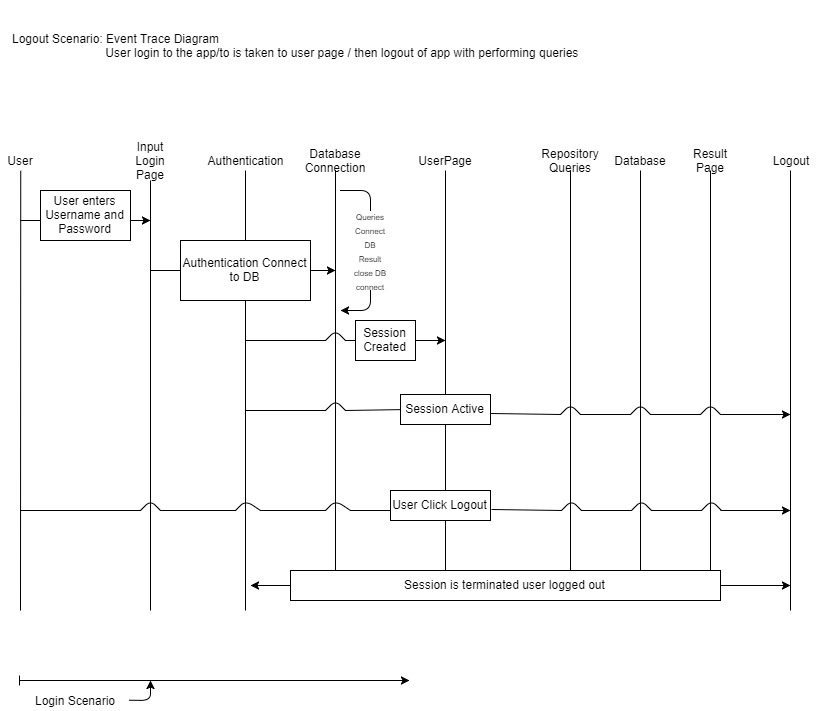 Logout Scenario: Event Trace Diagram
User login to the app/to is taken to user page / then logout of app with performing queries
User
Input
Login
Page
Authentication
Database
Connection
UserPage
Repository
Queries
Database
Result
Page
Logout
User enters
Username and
Password
Queries
Connect
DB
Result
close DB
connect
Authentication Connect
to DB
Session
Created
Session Active
User Click Logout
Session is terminated user logged out
Login Scenario